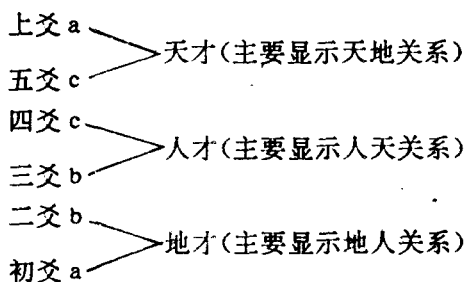 上爻 a
天才(主要显示天地关系)
五爻 c
四爻 c
人才(主要显示人天关系)
三爻 b
二爻 b
地才(主要显示地人关系)
初爻 a